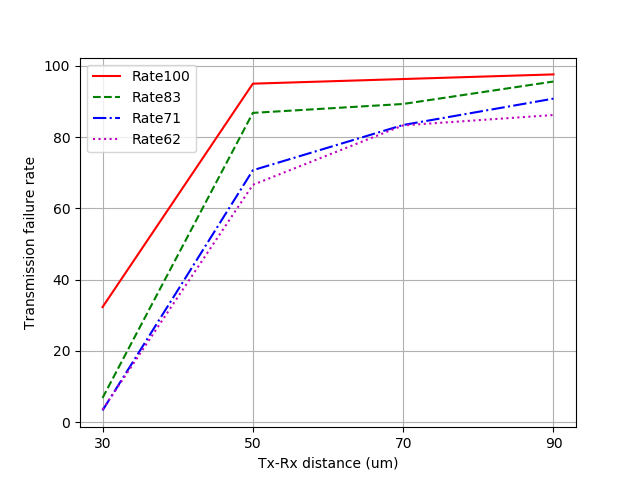 100
80
60
40
20
0
30
50
70
90
Transmission failure rate
Tx-Rx distance (um)
Rate100
Rate83
Rate71
Rate62